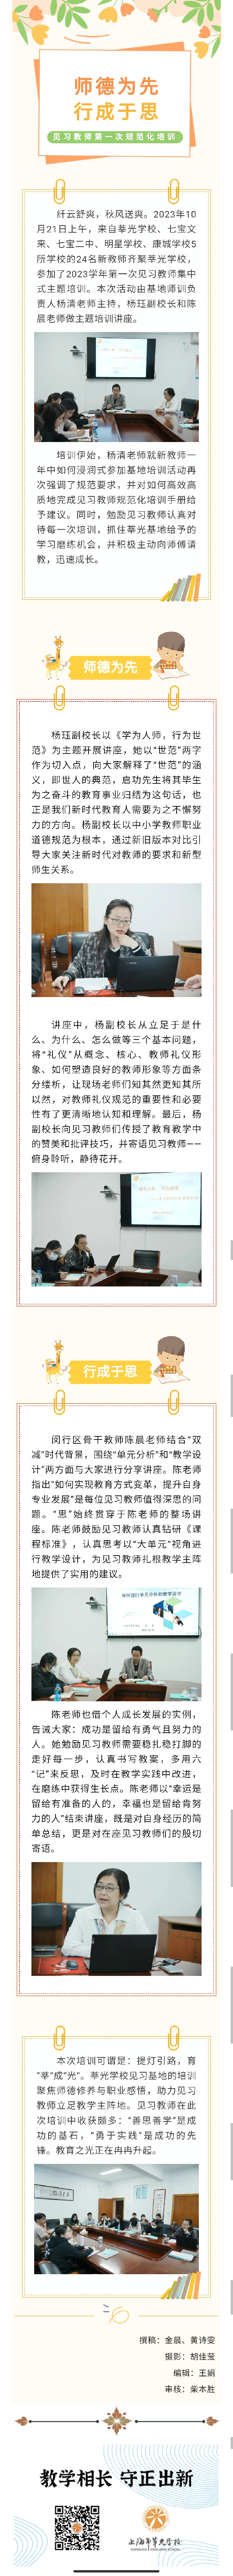 师德为先
行成于思
见习教师第一次规范化培训
纤云舒爽，秋风送爽。2023年10
月21日上午，来自莘光学校、七宝文
来、七宝二中、明星学校、康城学校5
所学校的24名新教师齐聚莘光学校，
参加了2023学年第一次见习教师集中
式主题培训。本次活动由基地师训负
责人杨清老师主持，杨珏副校长和陈
晨老师做主题培训讲座。
培训伊始，杨清老师就新教师一
年中如何浸润式参加基地培训活动再
次强调了规范要求，并对如何高效高
质地完成见习教师规范化培训手册给
予建议。同时，勉励见习教师认真对
待每一次培训，抓住莘光基地给予的
学习磨练机会，并积极主动向师傅请
教，迅速成长。
师德为先
杨珏副校长以《学为人师，行为世
范》为主题开展讲座，她以“世范”两字
作为切入点，向大家解释了“世范”的涵
义，即世人的典范，启功先生将其毕生
为之奋斗的教育事业归结为这句话，也
正是我们新时代教育人需要为之不懈努
力的方向。杨副校长以中小学教师职业
道德规范为根本，通过新旧版本对比引
导大家关注新时代对教师的要求和新型
师生关系。
讲座中，杨副校长从立足于是什
么、为什么、怎么做等三个基本问题，
将“礼仪”从概念、核心、教师礼仪形
象、如何塑造良好的教师形象等方面条
分缕析，让现场老师们知其然更知其所
以然，对教师礼仪规范的重要性和必要
性有了更清晰地认知和理解。最后，杨
副校长向见习教师们传授了教育教学中
的赞美和批评技巧，并寄语见习教师——
俯身聆听，静待花开。
行成于思
闵行区骨干教师陈晨老师结合“双
减”时代背景，围绕“单元分析”和“教学设
计”两方面与大家进行分享讲座。陈老师
指出“如何实现教育方式变革，提升自身
专业发展”是每位见习教师值得深思的问
题。“思”始终贯穿于陈老师的整场讲
座。陈老师鼓励见习教师认真钻研《课
程标准》，认真思考以“大单元”视角进
行教学设计，为见习教师扎根教学主阵
地提供了实用的建议。
陈老师也借个人成长发展的实例，
告诫大家：成功是留给有勇气且努力的
人。她勉励见习教师需要稳扎稳打脚的
走好每一步，认真书写教案，多用六
“记”来反思，及时在教学实践中改进，
在磨练中获得生长点。陈老师以“幸运是
留给有准备的人的，幸福也是留给肯努
力的人”结束讲座，既是对自身经历的简
单总结，更是对在座见习教师们的殷切
寄语。
本次培训可谓是：提灯引路，育
“莘”成“光”。莘光学校见习基地的培训
聚焦师德修养与职业感悟，助力见习
教师立足教学主阵地。见习教师在此
次培训中收获颇多：“善思善学”是成
功的基石，“勇于实践”是成功的先
锋。教育之光正在冉冉升起。
撰稿：金晨、黄诗雯
摄影：胡佳莹
编辑：王娟
审核：柴本胜
教学相长 守正出新
上海市莘光学校